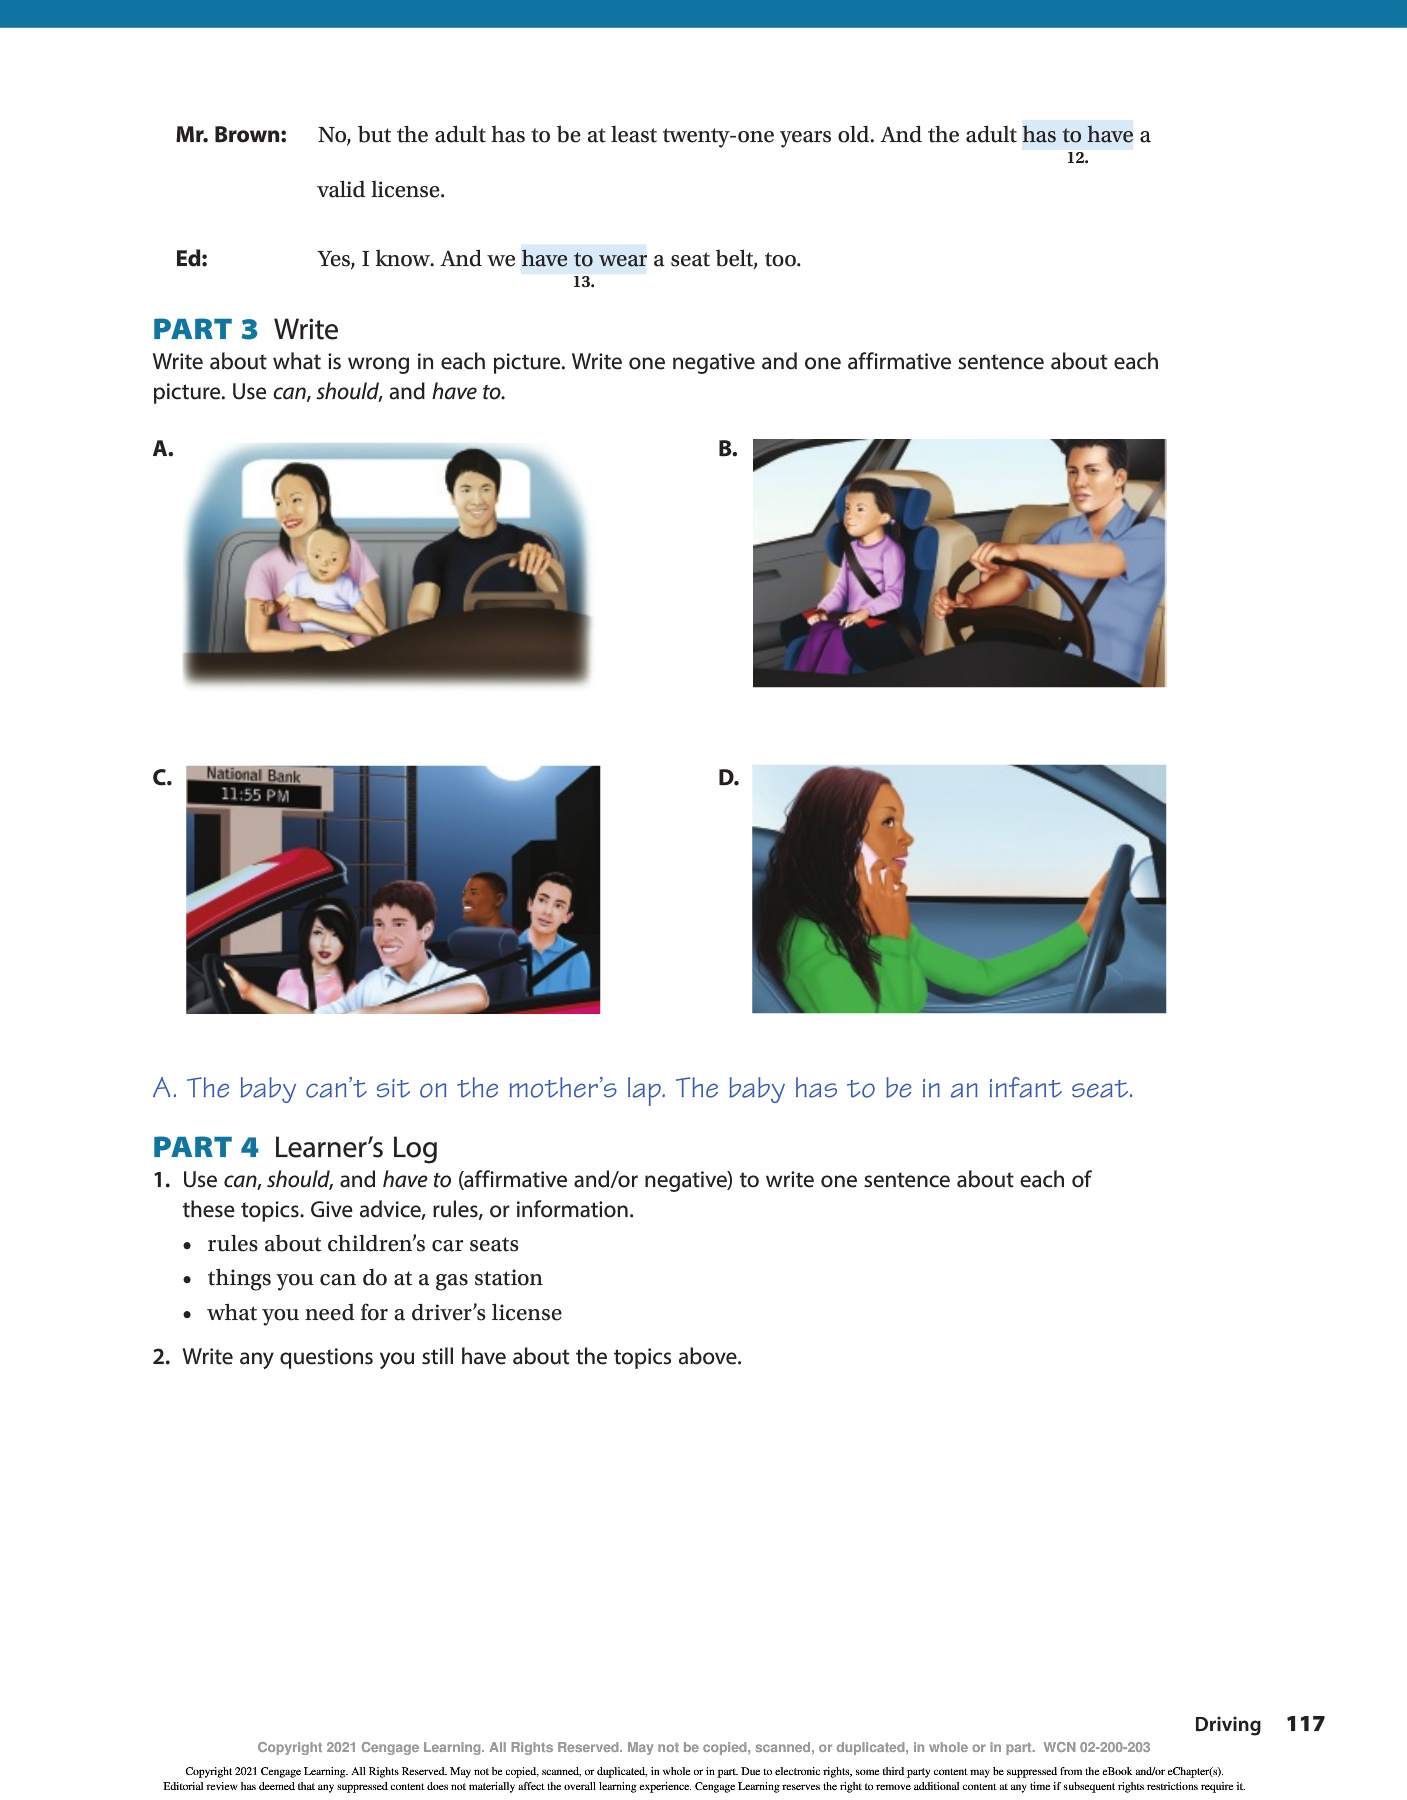 Mr. Brown: No, but the adult has to be at least twenty-one years old. And the adult has to have a
12.
valid license.
Ed: Yes, I know. And we have to wear a seat belt, too.
13.
PART 3 Write
Write about what is wrong in each picture. Write one negative and one affirmative sentence about each
picture. Use can, should, and have to.
A.
B.
C.
National Bank
11:55 PM
D.
A. The baby can't sit on the mother's lap. The baby has to be in an infant seat.
PART 4 Learner's Log
1. Use can, should, and have to (affirmative and/or negative) to write one sentence about each of
these topics. Give advice, rules, or information.
• rules about children's car seats
• things you can do at a gas station
• what you need for a driver's license
2. Write any questions you still have about the topics above.
Driving 117
Copyright 2021 Cengage Learning. All Rights Reserved. May not be copied, scanned, or duplicated, in whole or in part. WCN 02-200-203
Copyright 2021 Cengage Learning. All Rights Reserved. May not be copied, scanned, or duplicated, in whole or in part. Due to electronic rights, some third party content may be suppressed from the eBook and/or eChapter(s).
Editorial review has deemed that any suppressed content does not materially affect the overall learning experience. Cengage Learning reserves the right to remove additional content at any time if subsequent rights restrictions require it.